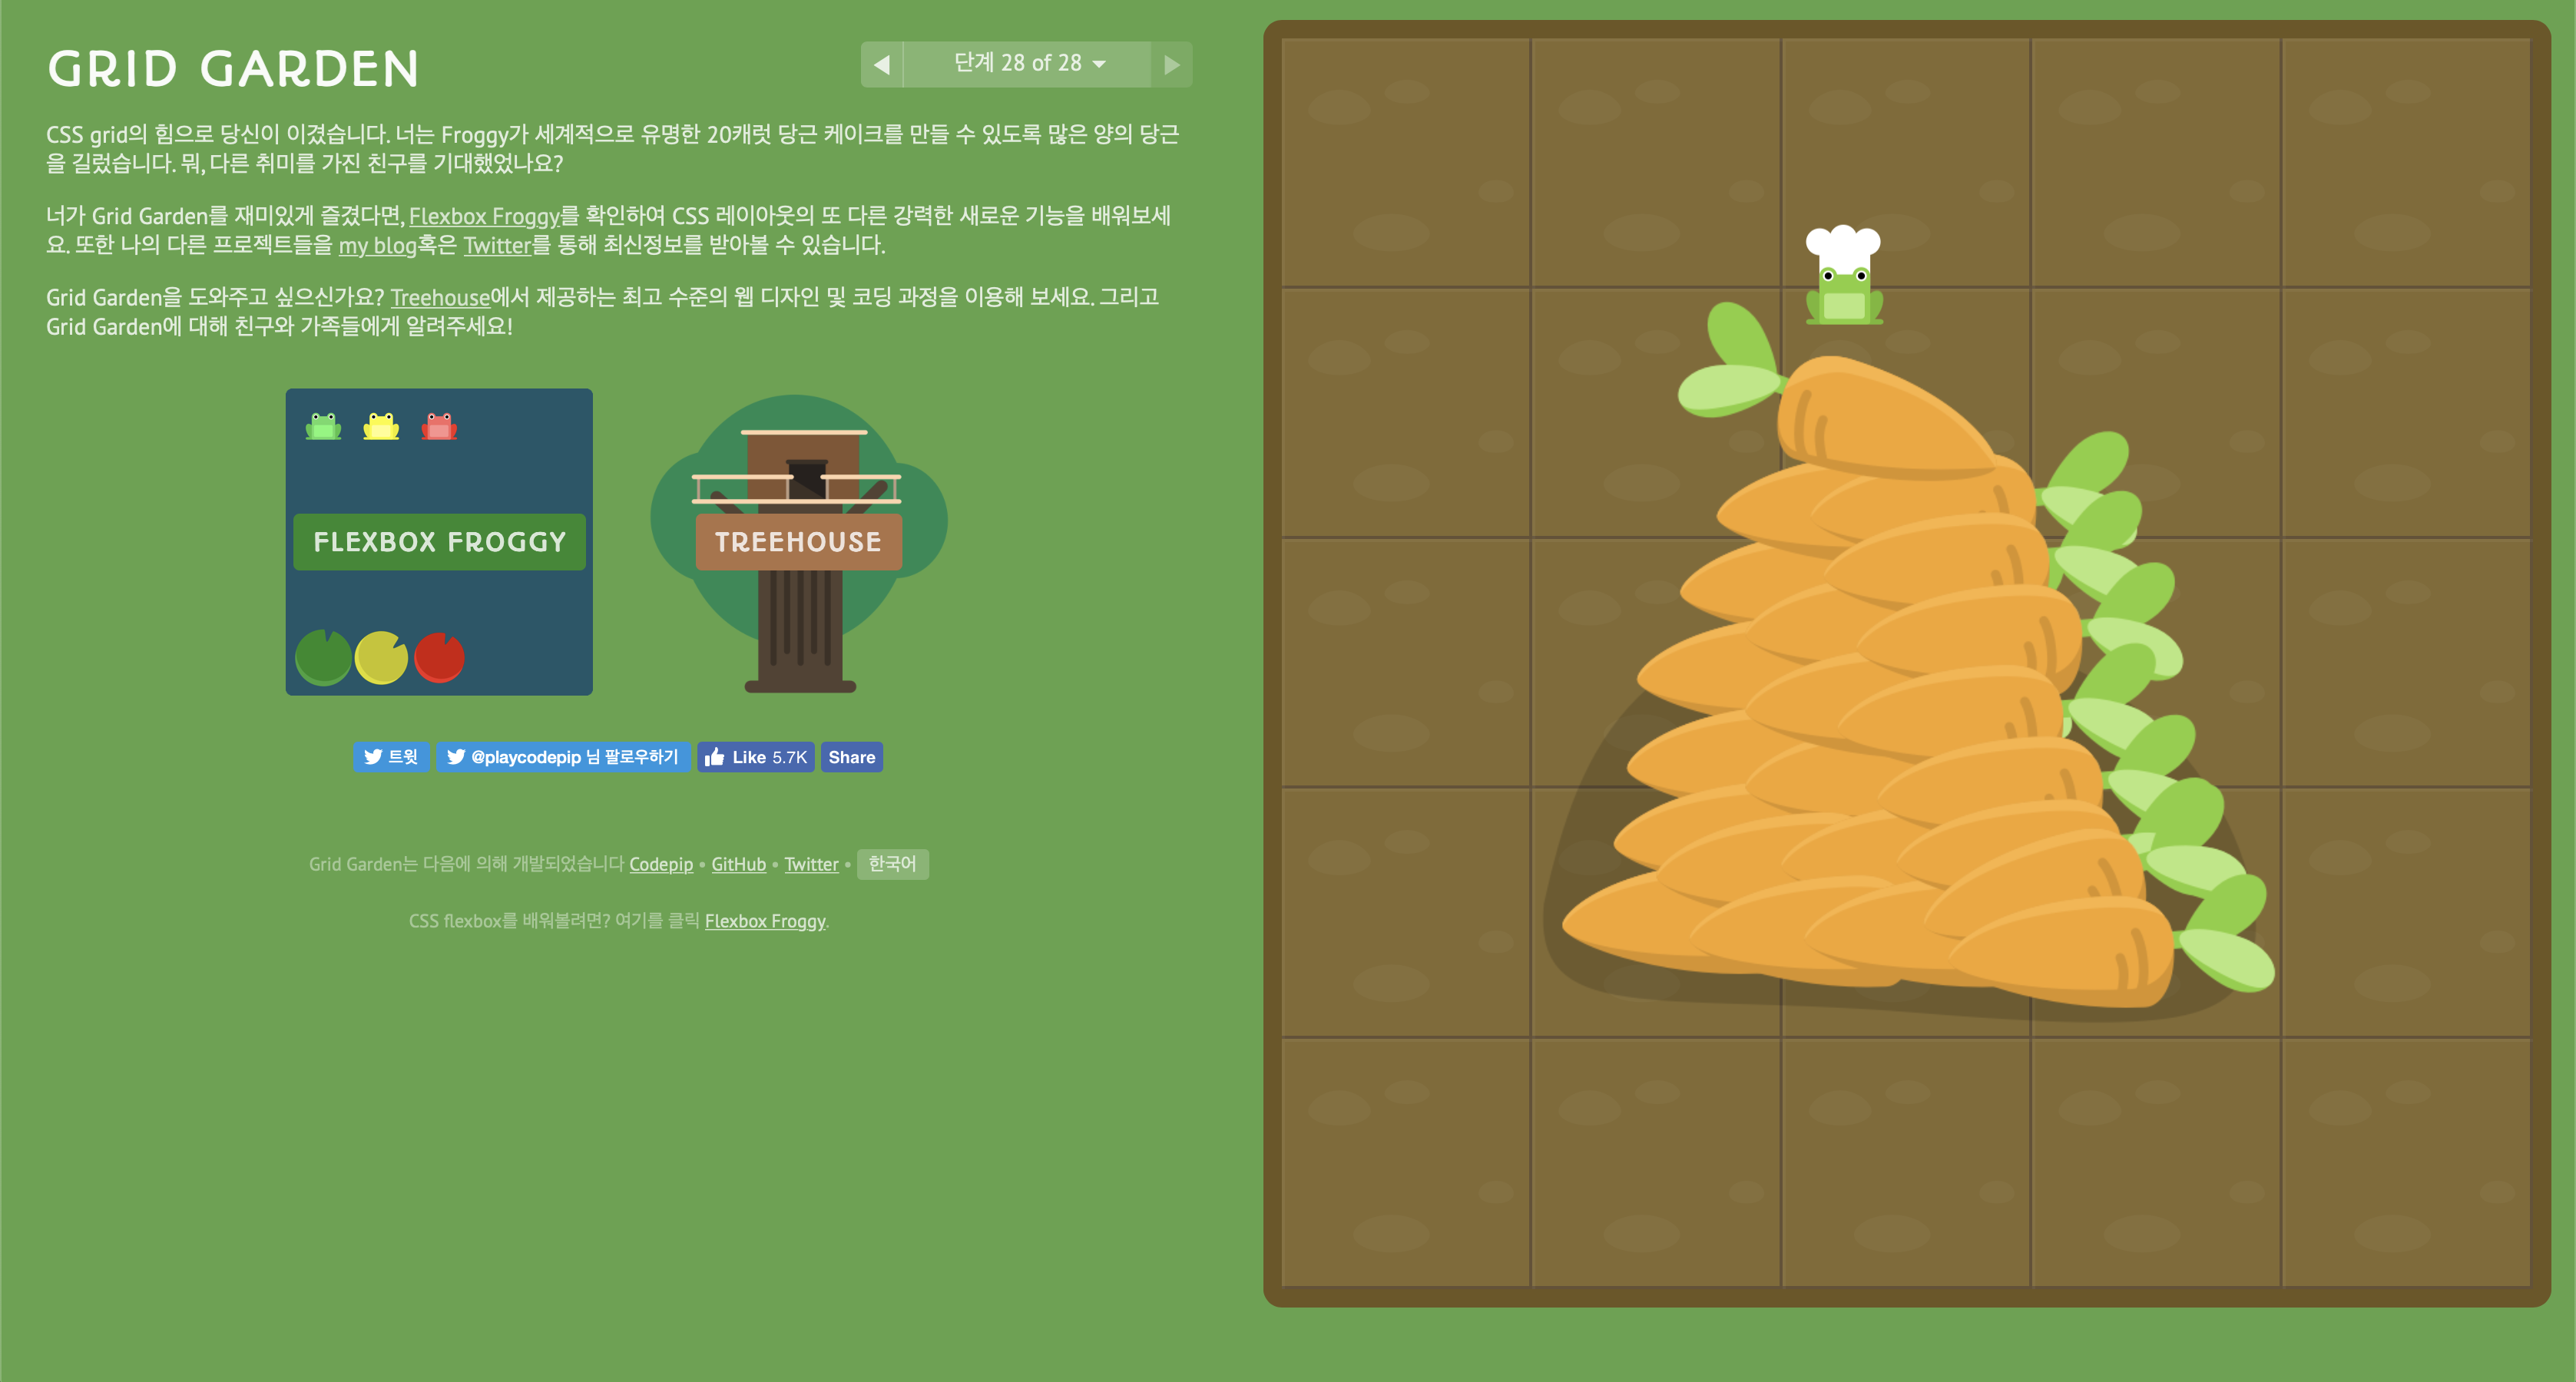 GRID GARDEN
단계 28 of 28
CSS grid의 힘으로 당신이 이겼습니다. 너는 Froggy가 세계적으로 유명한 20캐럿 당근 케이크를 만들 수 있도록 많은 양의 당근
을 길렀습니다. 뭐, 다른 취미를 가진 친구를 기대했었나요?
너가 Grid Garden를 재미있게 즐겼다면, Flexbox Froggy를 확인하여 CSS 레이아웃의 또 다른 강력한 새로운 기능을 배워보세
요. 또한 나의 다른 프로젝트들을 my blog혹은 Twitter를 통해 최신정보를 받아볼 수 있습니다.
Grid Garden을 도와주고 싶으신가요? Treehouse에서 제공하는 최고 수준의 웹 디자인 및 코딩 과정을 이용해 보세요. 그리고
Grid Garden에 대해 친구와 가족들에게 알려주세요!
FLEXBOX FROGGY
TREEHOUSE
트윗
@playcodepip 님 팔로우하기
Like 5.7K
Share
Grid Garden는 다음에 의해 개발되었습니다 Codepip • GitHub • Twitter • 한국어
CSS flexbox를 배워볼려면? 여기를 클릭 Flexbox Froggy.